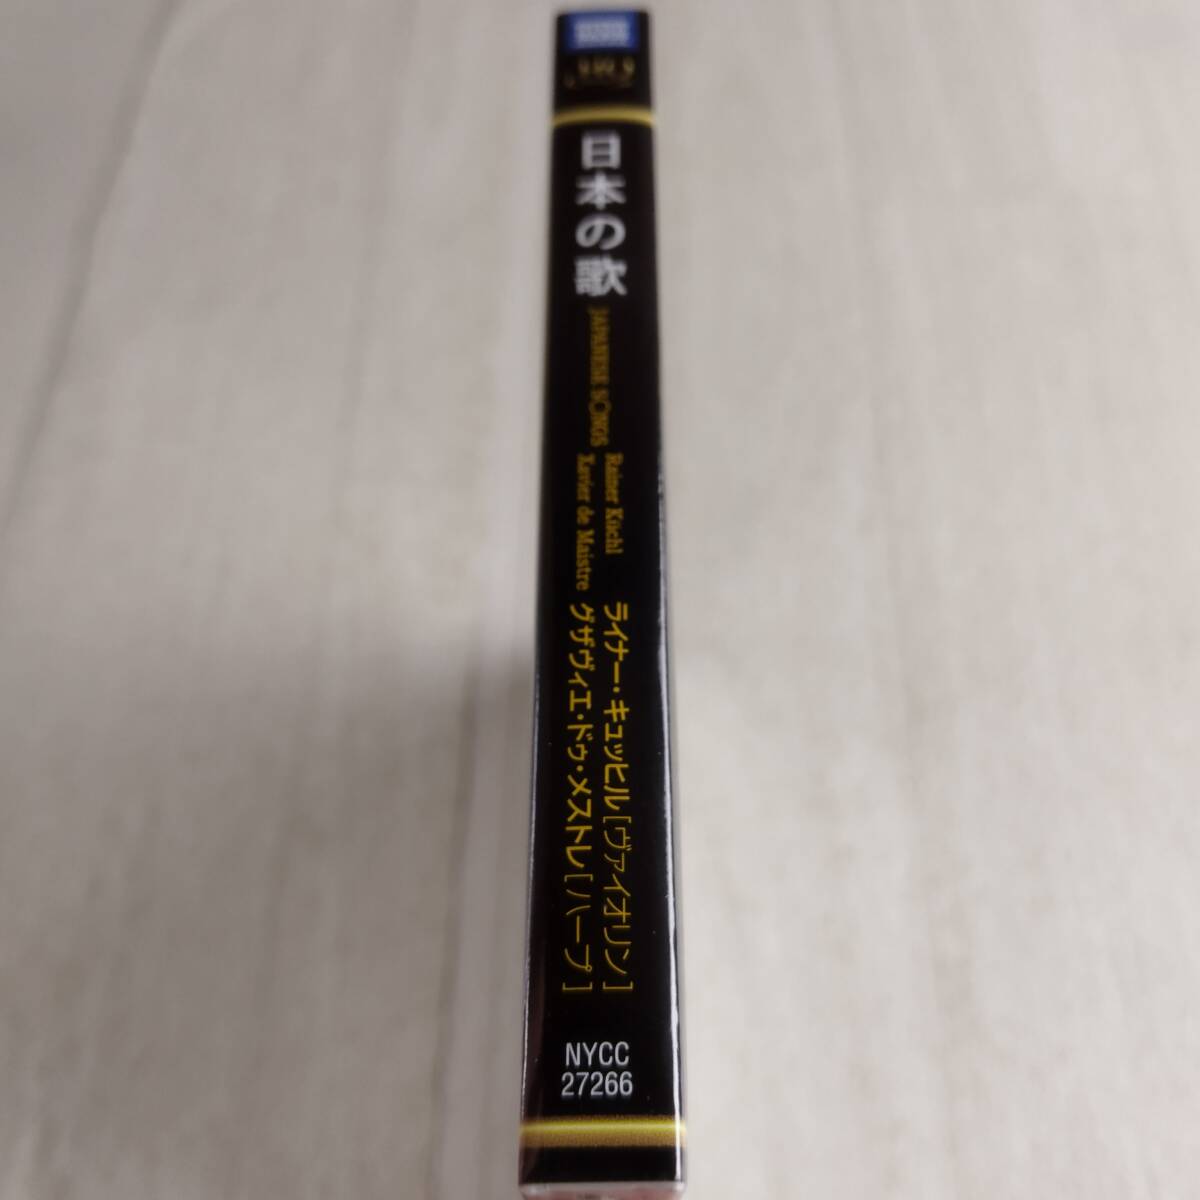 日本の歌
JAPANESE SONGS
Rainer Küchl
Xavier de Maistre
ライナー・キュッヒル[ヴァイオリン]
グザヴィエ・ドゥ・メストレ[ハープ]
NYCC
27266